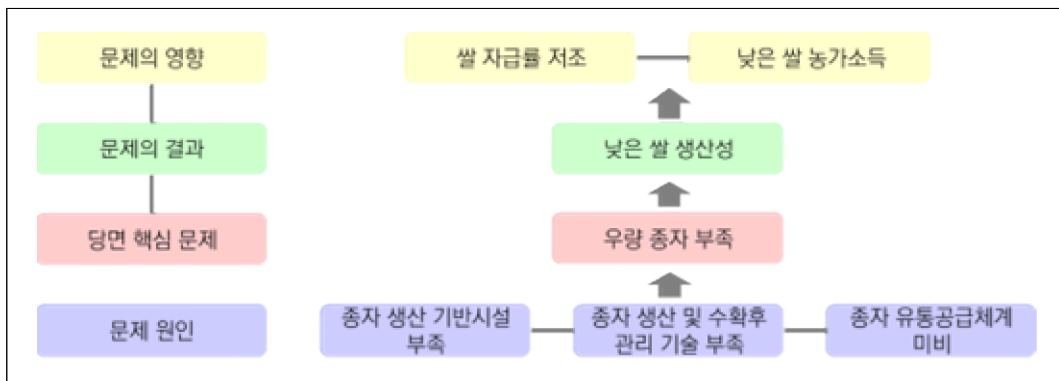 문제의 영향
쌀 자급률 저조
낮은 쌀 농가소득
문제의 결과
낮은 쌀 생산성
당면 핵심 문제
우량 종자 부족
문제 원인
종자 생산 기반시설
부족
종자 생산 및 수확후
관리 기술 부족
종자 유통공급체계
미비